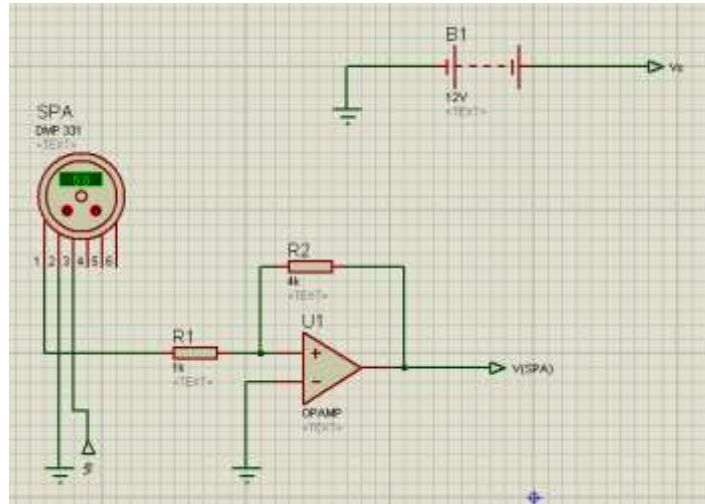 B1
12V
<TEXT>
Vs
SPA
DMP 331
<TEXT>
1 2 3 4 5 6
R2
4k
<TEXT>
U1
R1
1k
<TEXT>
+
−
V(SPA)
OPAMP
<TEXT>